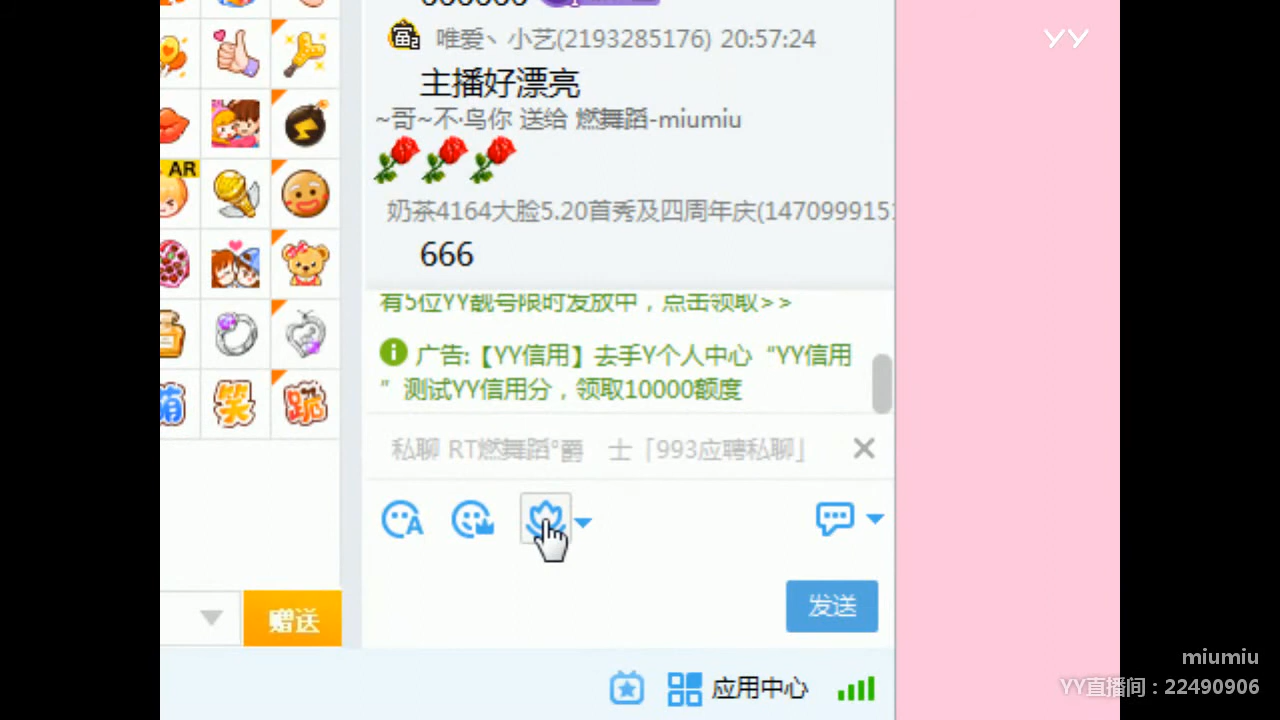 666666
唯爱丶小艺(2193285176) 20:57:24
YY
主播好漂亮
~哥~不·鸟你 送给 燃舞蹈-miumiu
AR
奶茶4164大脸5.20首秀及四周年庆(147099915
666
有5位YY靓号限时发放中，点击领取>>
广告:【YY信用】去手Y个人中心“YY信用
”测试YY信用分，领取10000额度
萌 笑 跪
私聊 RT燃舞蹈°爵 士「993应聘私聊」
发送
赠送
应用中心
miumiu
YY直播间：22490906